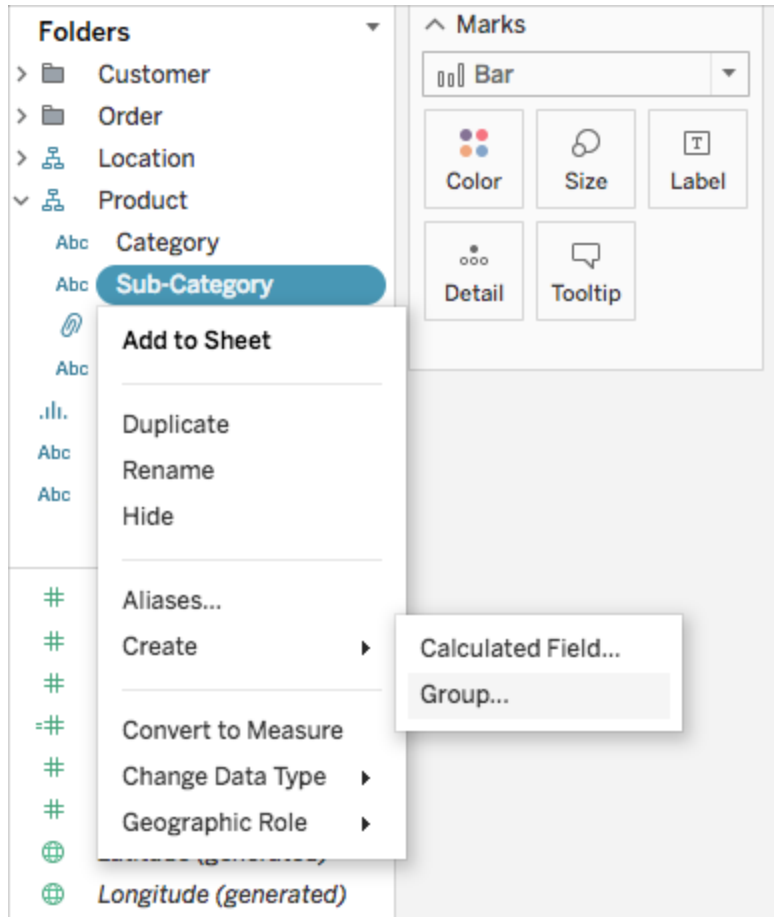 Folders
Customer
Order
Location
Product
Abc Category
Abc Sub-Category
Abc
Abc
Abc
Add to Sheet
Duplicate
Rename
Hide
Aliases...
Create
Convert to Measure
Change Data Type
Geographic Role
Calculated Field...
Group...
#
#
#
=#
#
#
(generated)
Longitude (generated)
Marks
Bar
Color
Size
T
Label
Detail
Tooltip